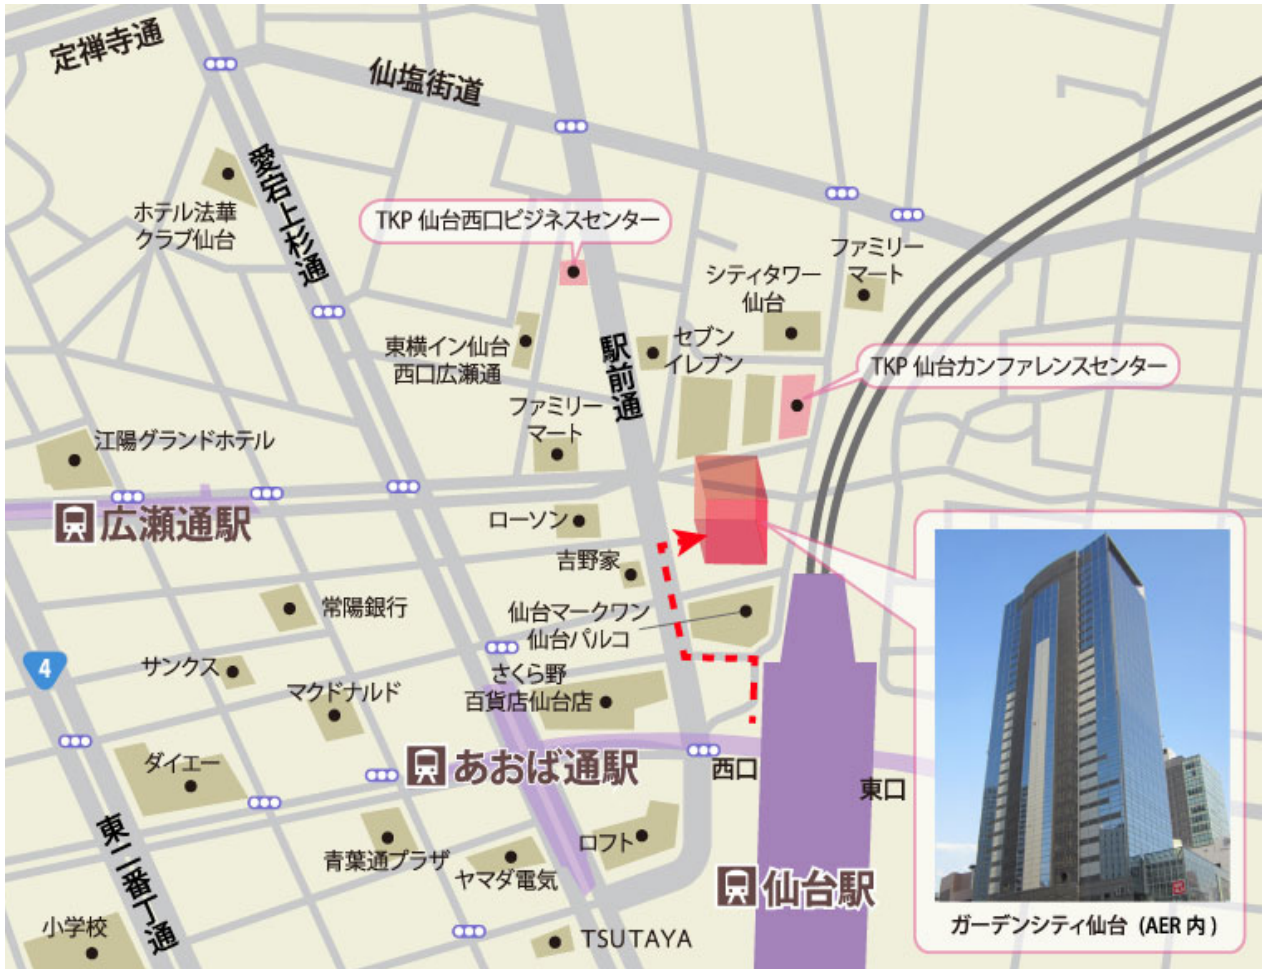 定禅寺通
仙塩街道
愛宕上杉通
ホテル法華
クラブ仙台
TKP 仙台西口ビジネスセンター
ファミリー
マート
シティタワー
仙台
東横イン仙台
西口広瀬通
駅前通
セブン
イレブン
TKP 仙台カンファレンスセンター
ファミリー
マート
江陽グランドホテル
広瀬通駅
ローソン
吉野家
常陽銀行
仙台マークワン
仙台パルコ
4
サンクス
マクドナルド
さくら野
百貨店仙台店
ダイエー
あおば通駅
西口
東口
東二番丁通
青葉通プラザ
ヤマダ電気
ロフト
仙台駅
小学校
TSUTAYA
ガーデンシティ仙台 (AER 内 )